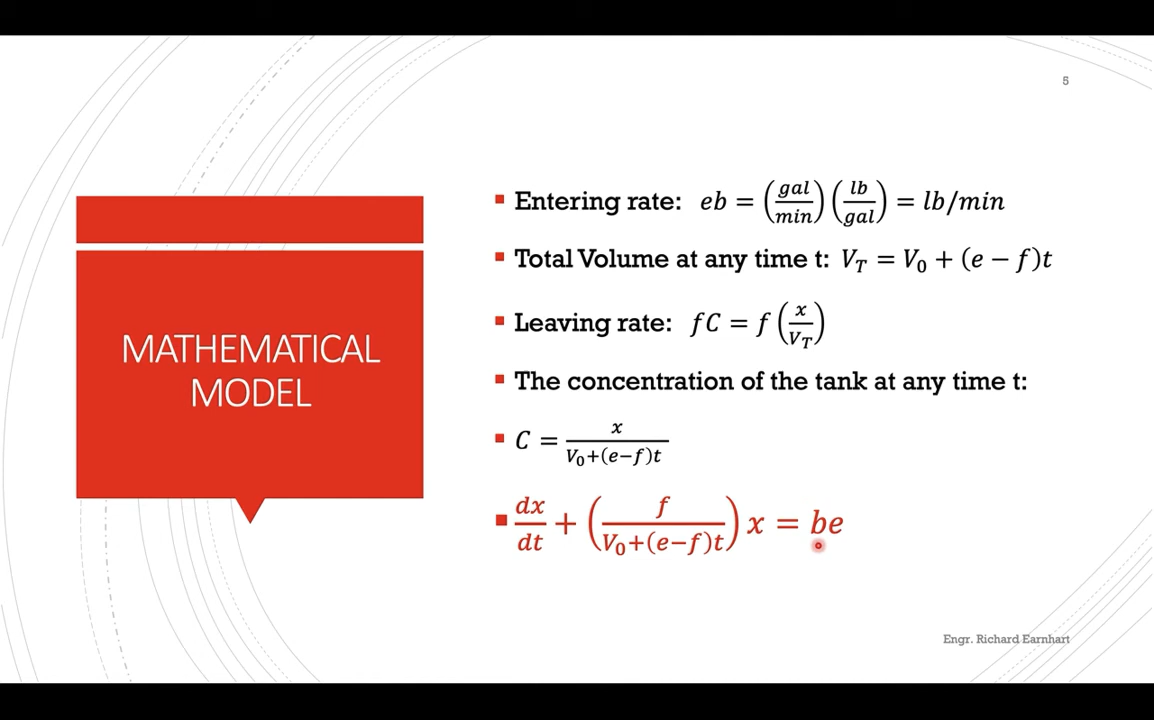 5
MATHEMATICAL
MODEL
▪ Entering rate: eb = (gal/min)(lb/gal) = lb/min
▪ Total Volume at any time t: V_T = V_0 + (e − f)t
▪ Leaving rate: fC = f(x/V_T)
▪ The concentration of the tank at any time t:
▪ C = x/(V_0+(e−f)t)
▪ dx/dt + (f/(V_0+(e−f)t)) x = be
Engr. Richard Earnhart